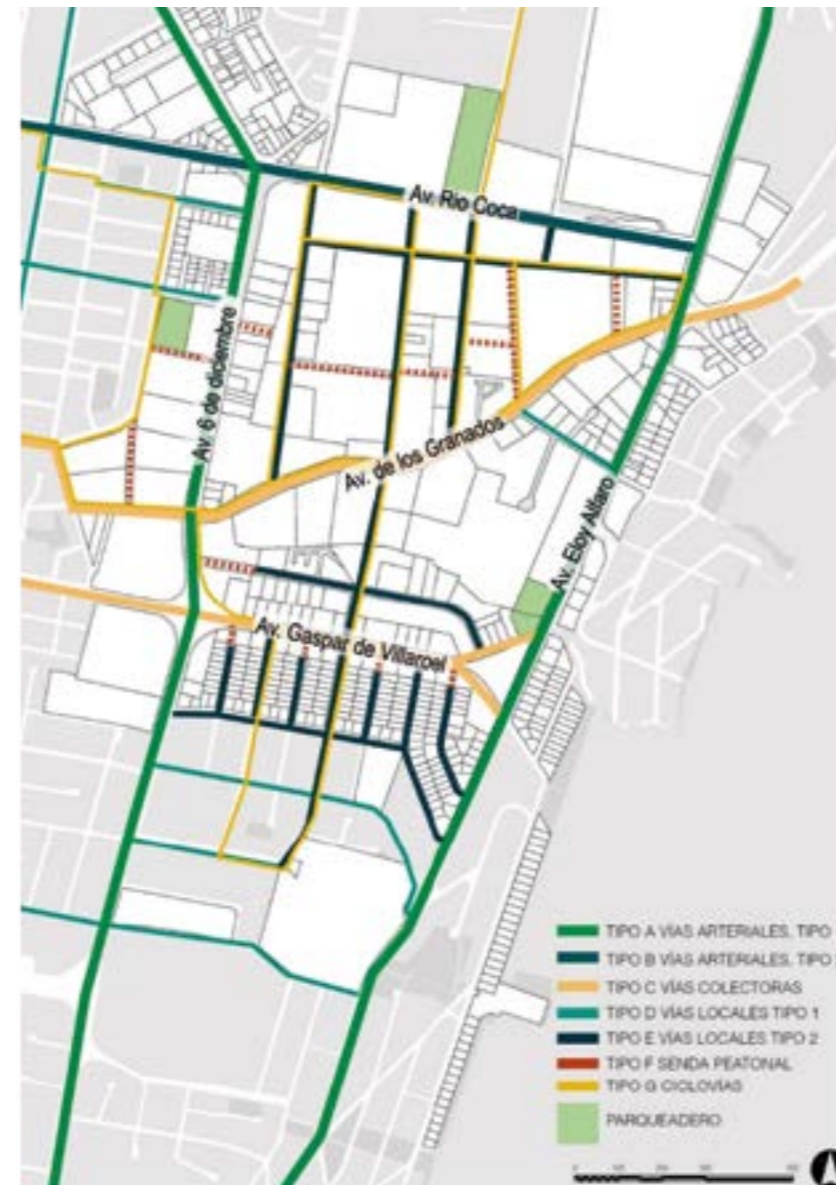 Av. Rio Coca
Av. 6 de diciembre
Av. de los Granados
Av. Eloy Alfaro
Av. Gaspar de Villaroel
TIPO A VÍAS ARTERIALES, TIPO
TIPO B VÍAS ARTERIALES, TIPO
TIPO C VÍAS COLECTORAS
TIPO D VÍAS LOCALES TIPO 1
TIPO E VÍAS LOCALES TIPO 2
TIPO F SENDA PEATONAL
TIPO G CICLOVÍAS
PARQUEADERO